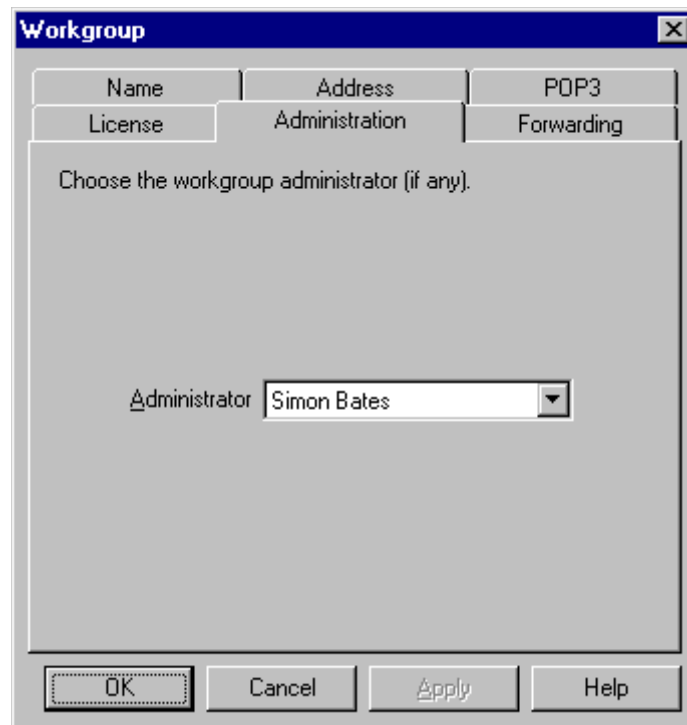 Workgroup
Name Address POP3
License Administration Forwarding
Choose the workgroup administrator (if any).
Administrator Simon Bates
OK Cancel Apply Help